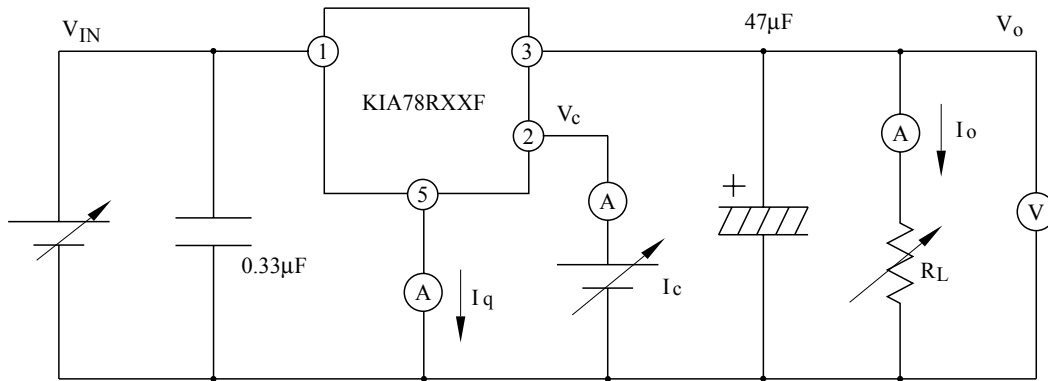 47μF
V_IN
V_o
1
3
KIA78RXXF
V_c
2
A
I_o
5
A
+
V
0.33μF
A
I_q
I_c
R_L